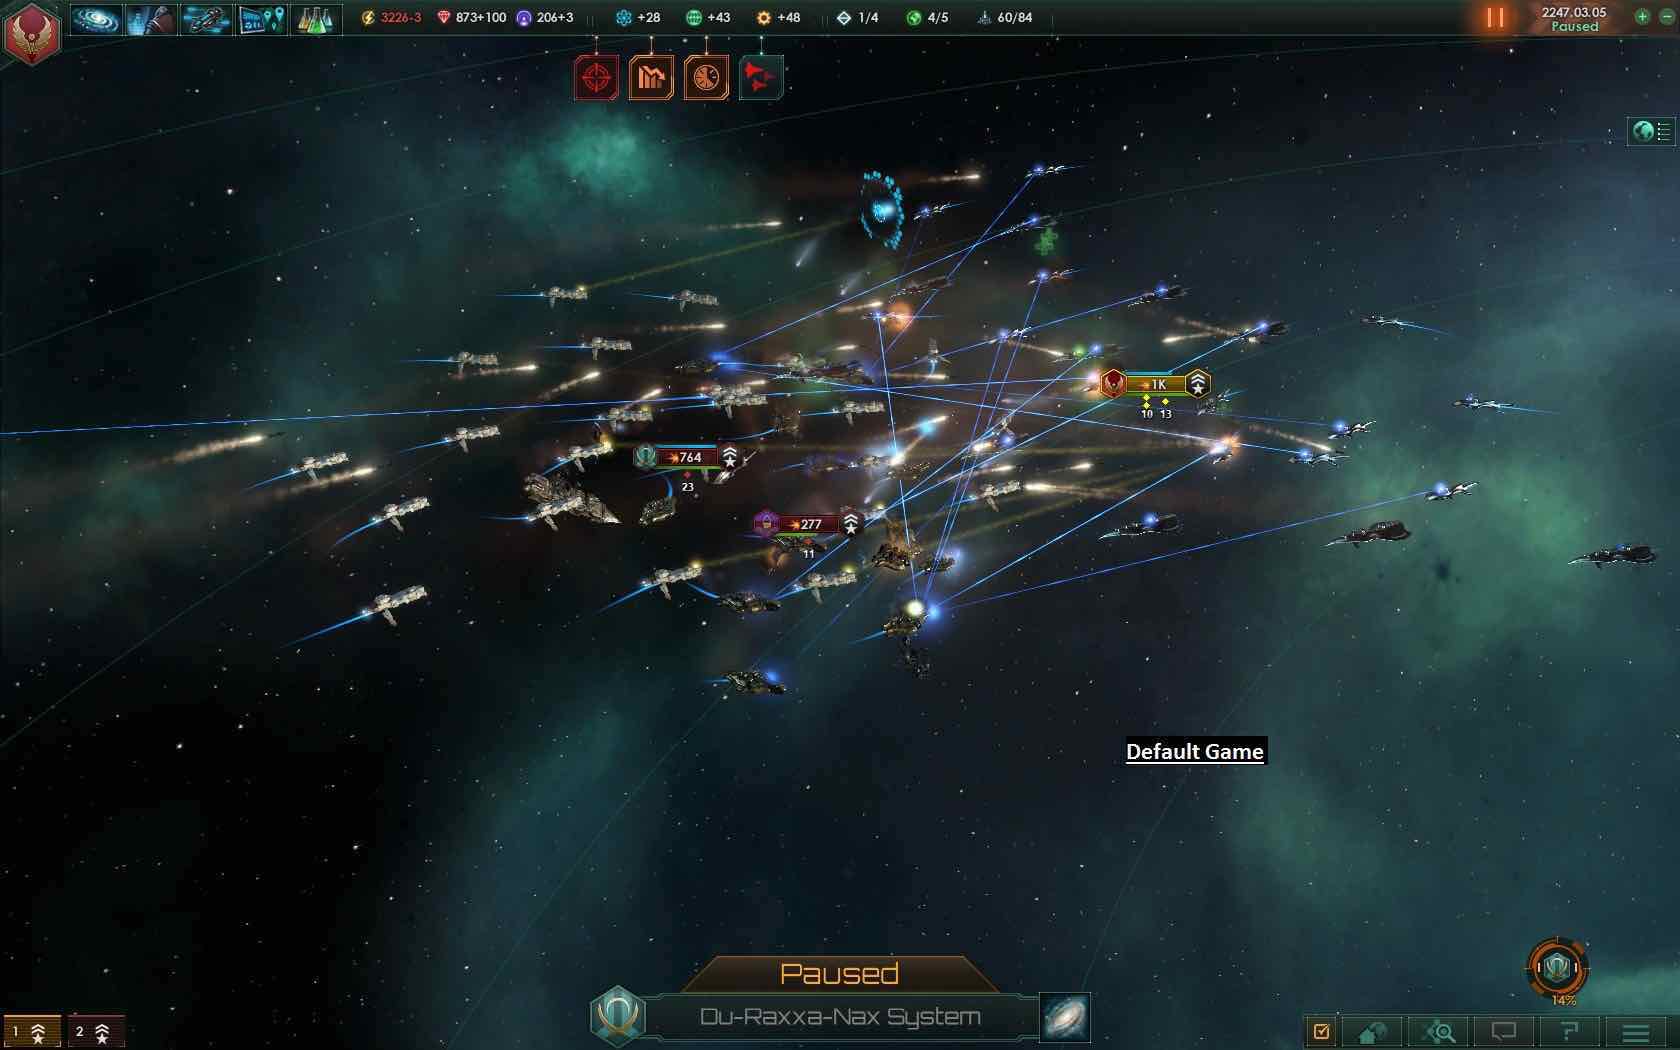 3226-3 873+100 206+3 +28 +43 +48 1/4 4/5 60/84
2247.03.05
Paused
1K
10 13
764
23
277
11
Default Game
Paused
Du-Raxxa-Nax System
14%
1 2